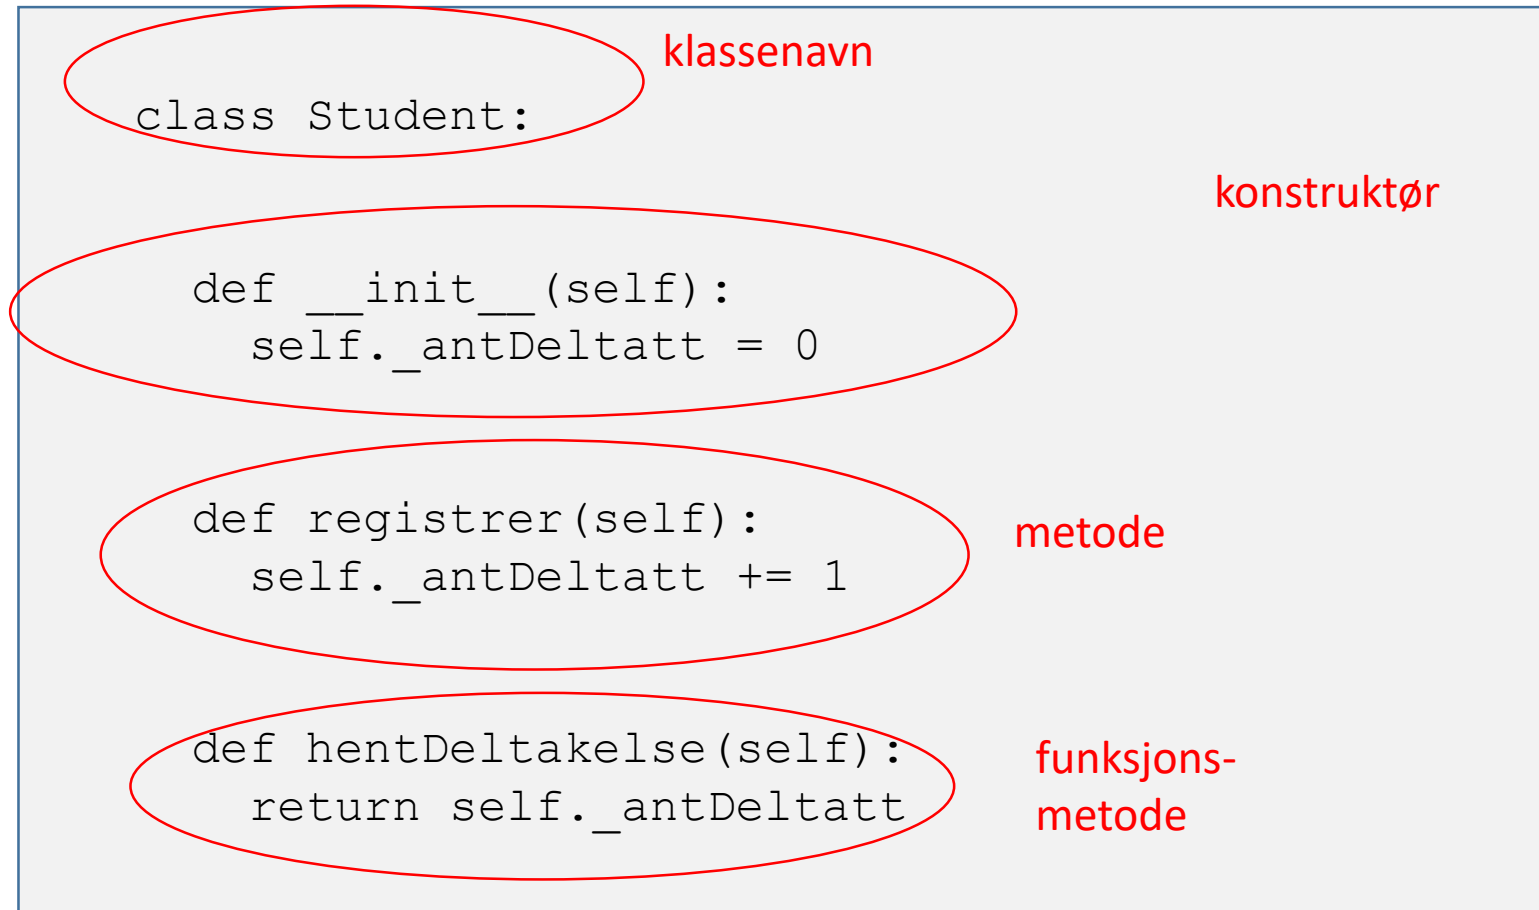 klassenavn
class Student:
konstruktør
def __init__(self):
self._antDeltatt = 0
def registrer(self):
self._antDeltatt += 1
metode
def hentDeltakelse(self):
return self._antDeltatt
funksjons-
metode